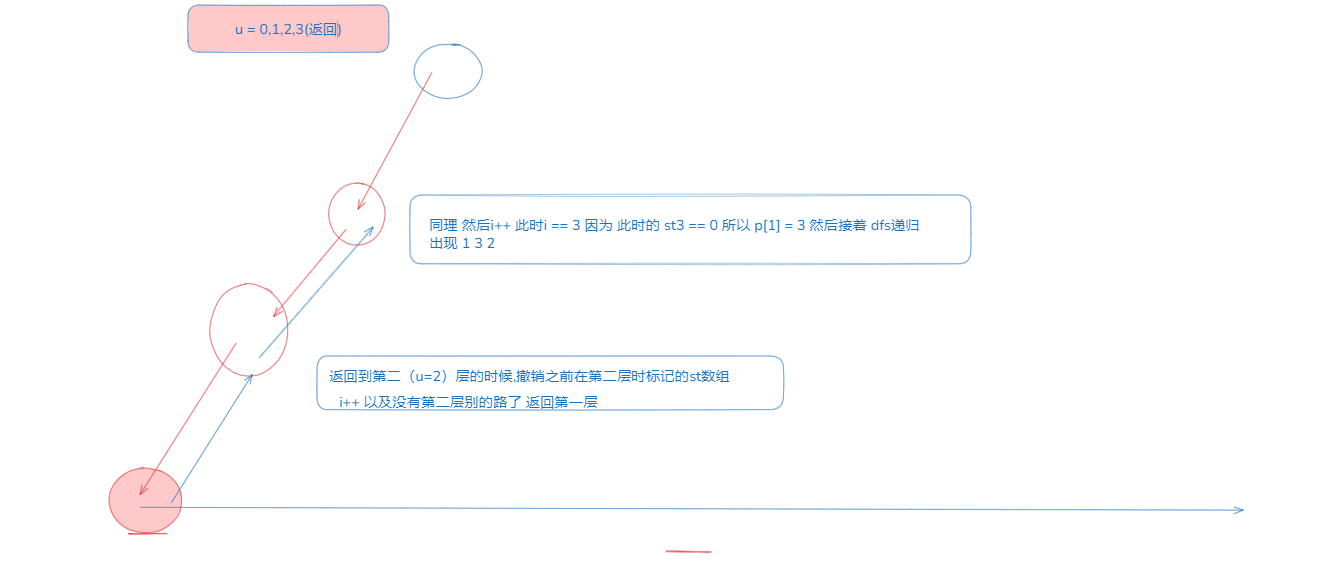 u = 0,1,2,3(返回)
同理 然后i++ 此时i == 3 因为 此时的 st3 == 0 所以 p[1] = 3 然后接着 dfs递归
出现 1 3 2
返回到第二（u=2）层的时候,撤销之前在第二层时标记的st数组
i++ 以及没有第二层别的路了 返回第一层